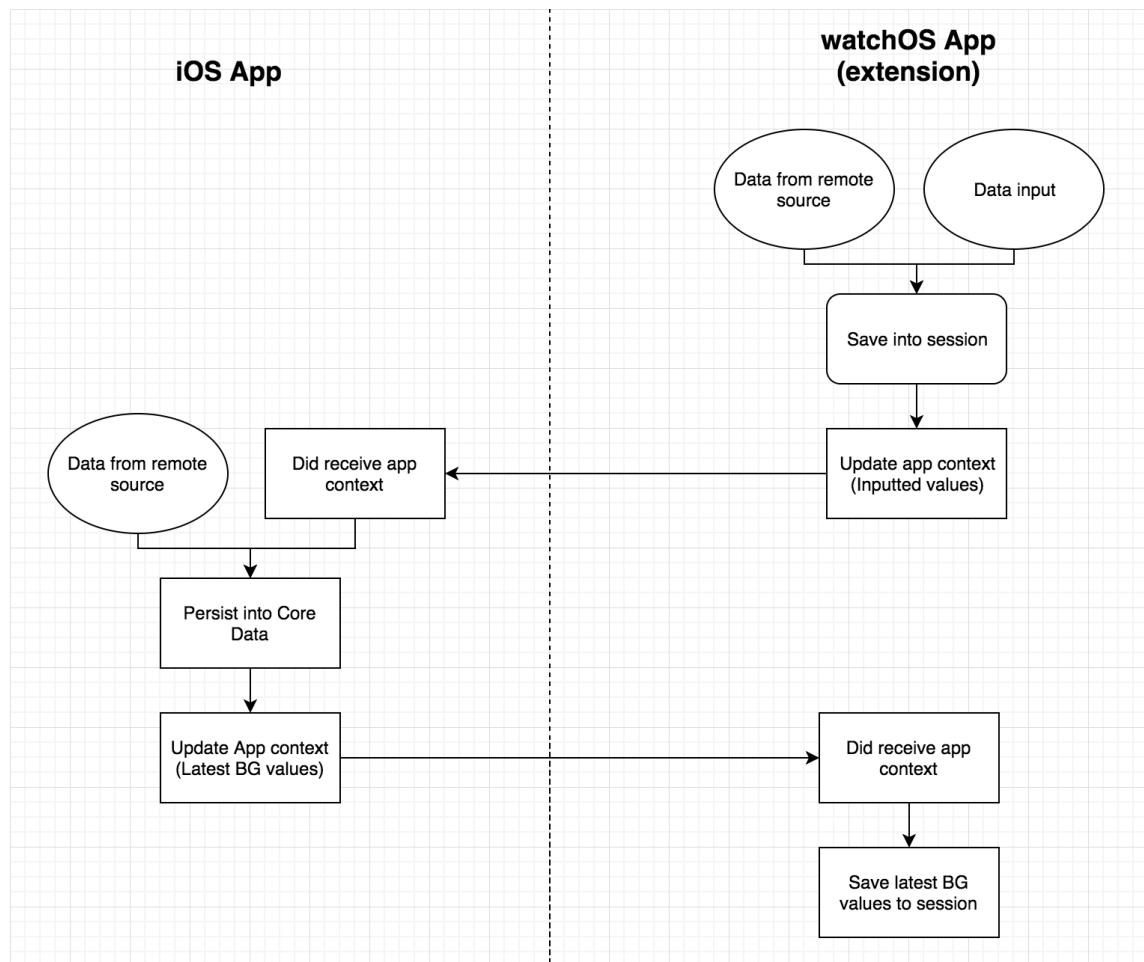 iOS App
watchOS App
(extension)
Data from remote
source
Data input
Save into session
Data from remote
source
Did receive app
context
Update app context
(Inputted values)
Persist into Core
Data
Update App context
(Latest BG values)
Did receive app
context
Save latest BG
values to session